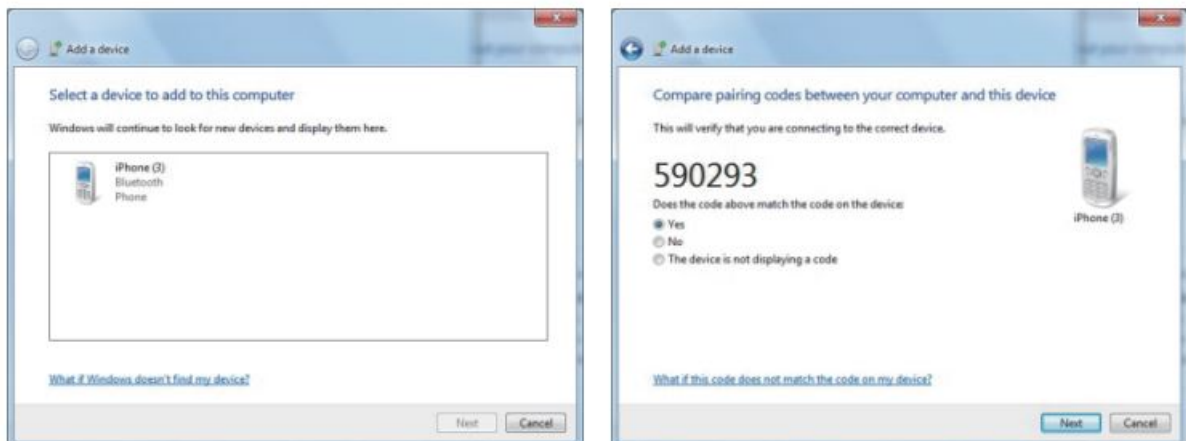 Add a device
Select a device to add to this computer
Windows will continue to look for new devices and display them here.
iPhone (3)
Bluetooth
Phone
What if Windows doesn't find my device?
Next
Cancel
Add a device
Compare pairing codes between your computer and this device
This will verify that you are connecting to the correct device.
590293
Does the code above match the code on the device:
Yes
No
The device is not displaying a code
iPhone (3)
What if this code does not match the code on my device?
Next
Cancel